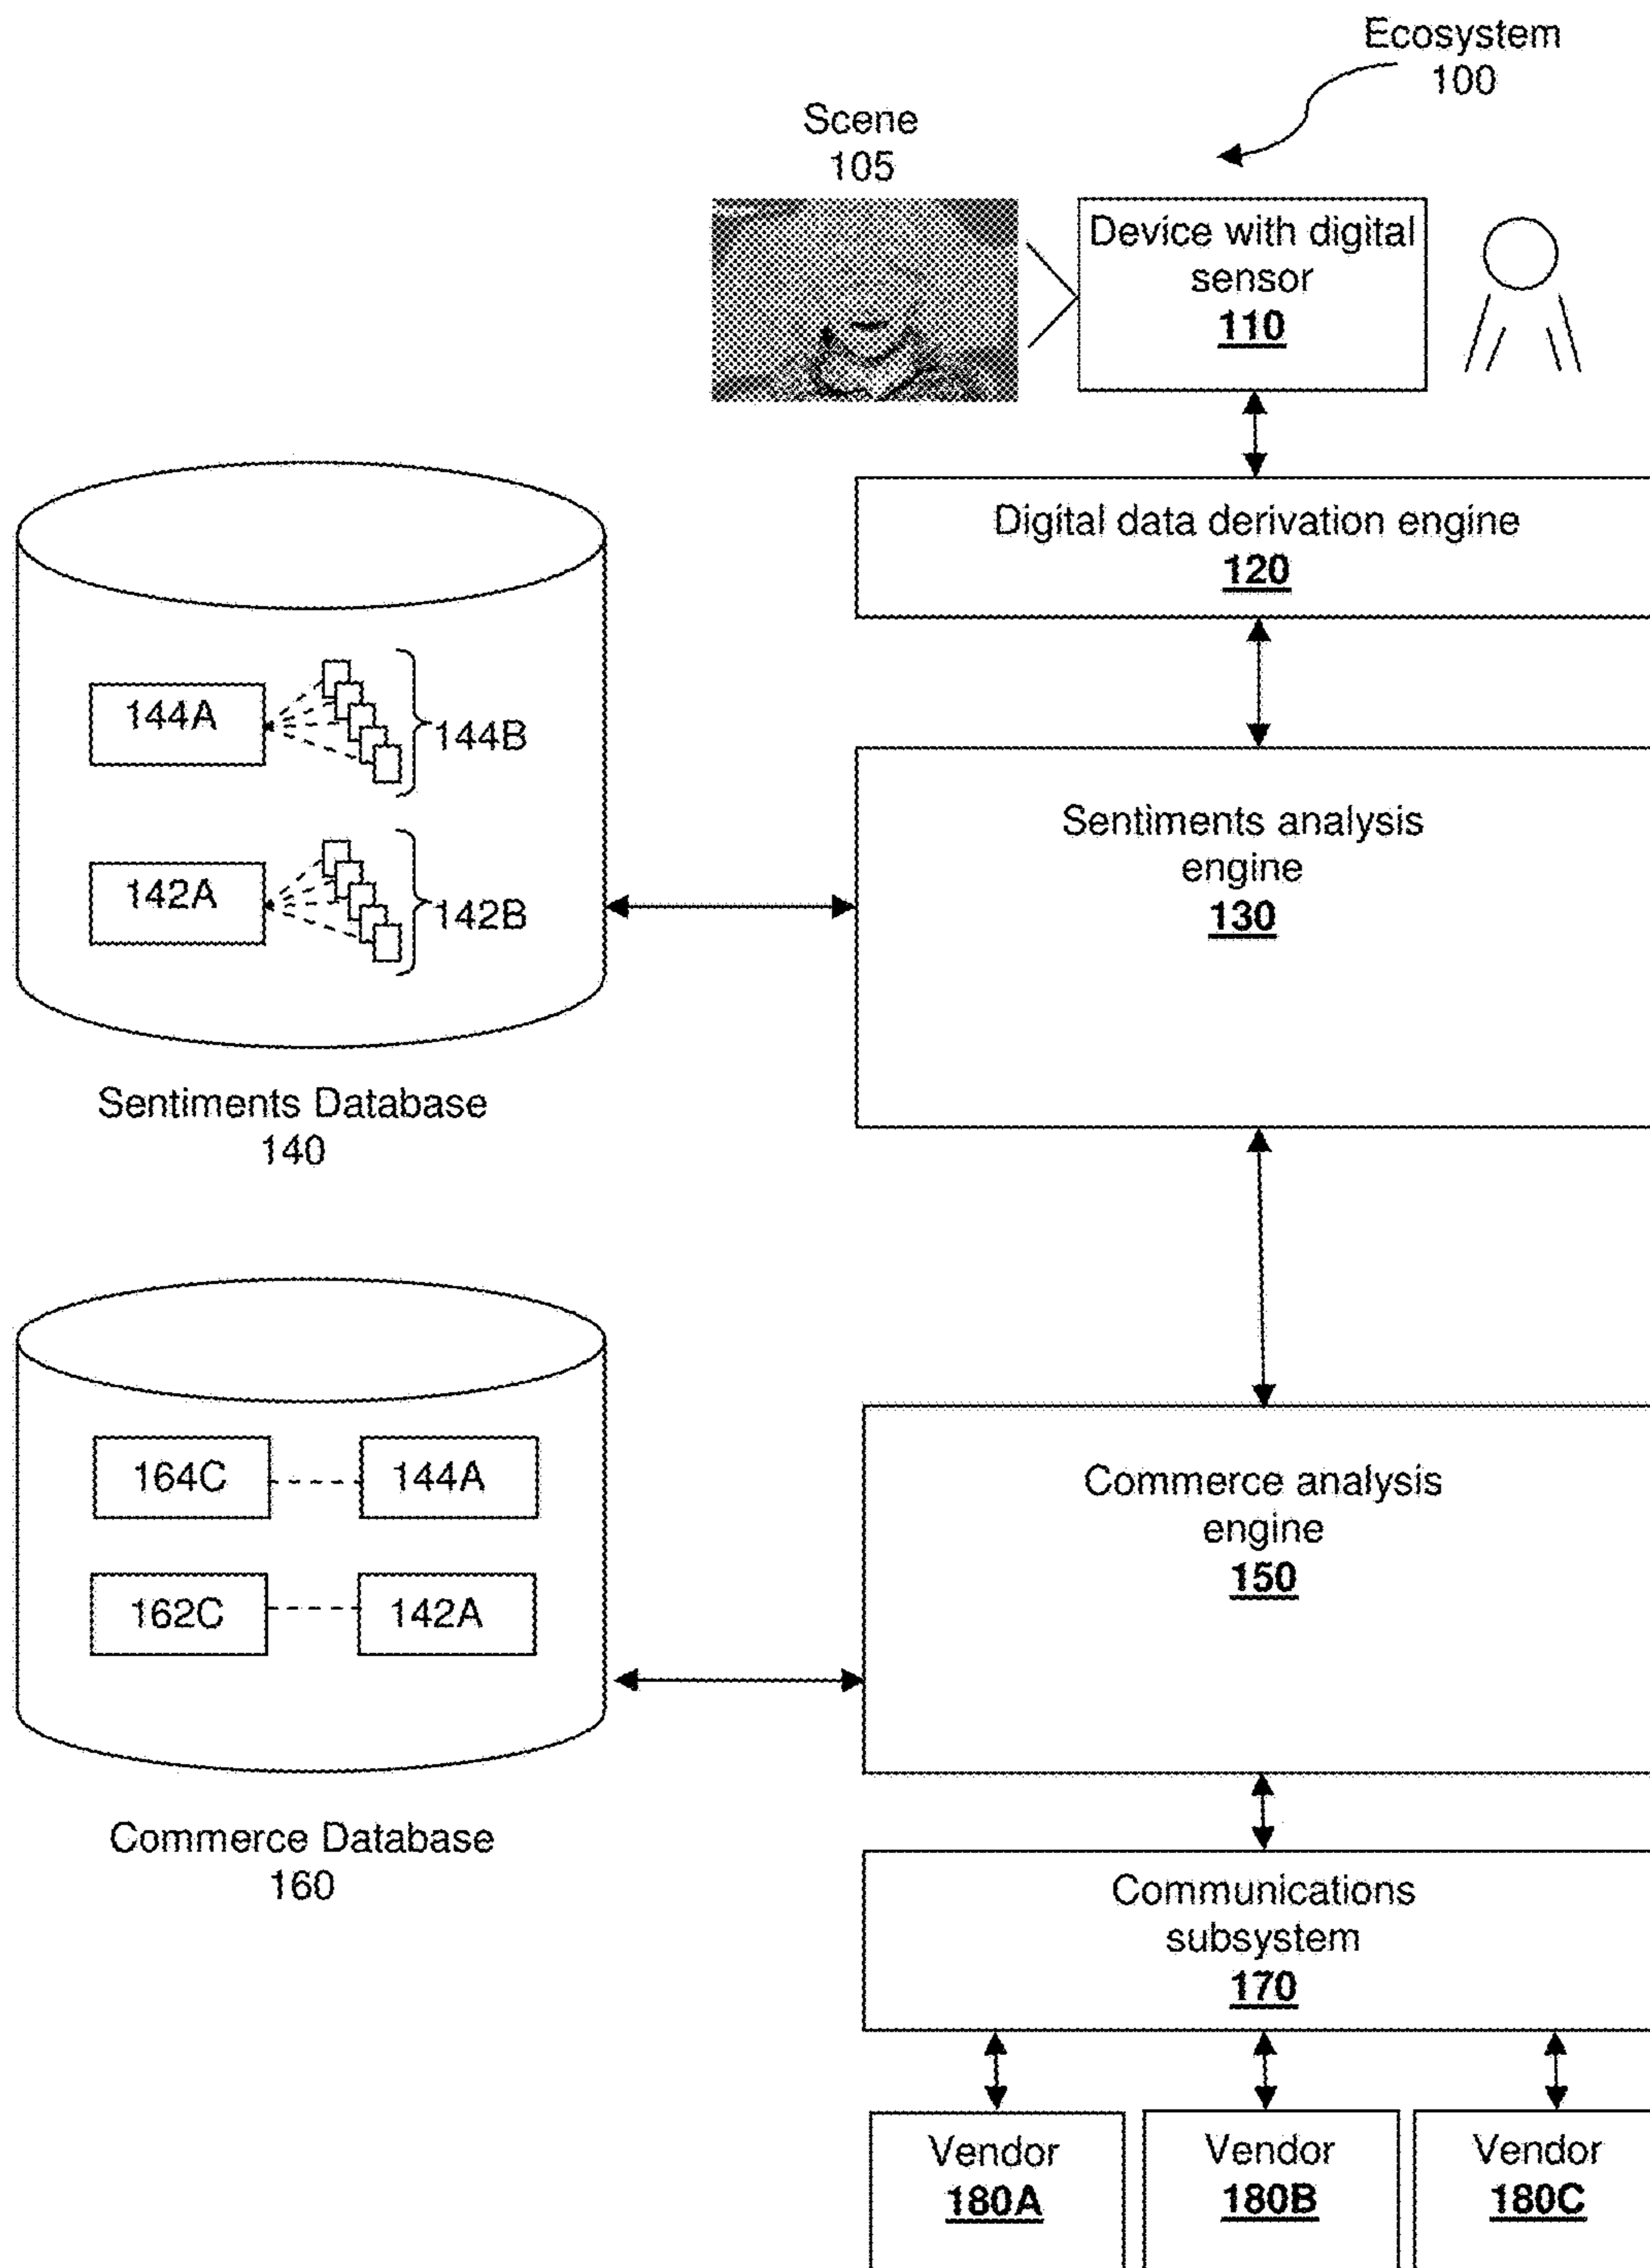 Ecosystem
100
Scene
105
Device with digital
sensor
110
Digital data derivation engine
120
144A
144B
142A
142B
Sentiments analysis
engine
130
Sentiments Database
140
164C
144A
162C
142A
Commerce analysis
engine
150
Commerce Database
160
Communications
subsystem
170
Vendor
180A
Vendor
180B
Vendor
180C